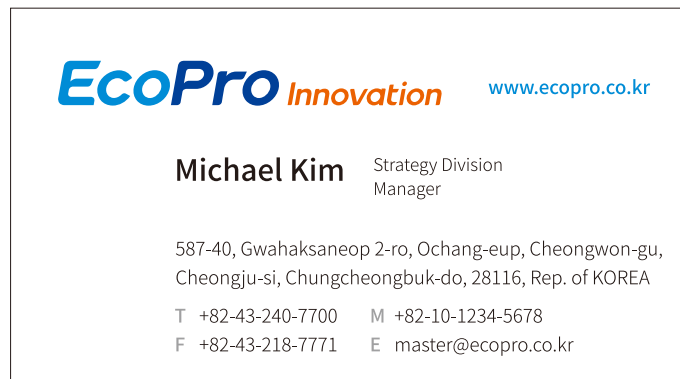 EcoPro Innovation www.ecopro.co.kr
Michael Kim Strategy Division
Manager
587-40, Gwahaksaneop 2-ro, Ochang-eup, Cheongwon-gu,
Cheongju-si, Chungcheongbuk-do, 28116, Rep. of KOREA
T +82-43-240-7700 M +82-10-1234-5678
F +82-43-218-7771 E master@ecopro.co.kr